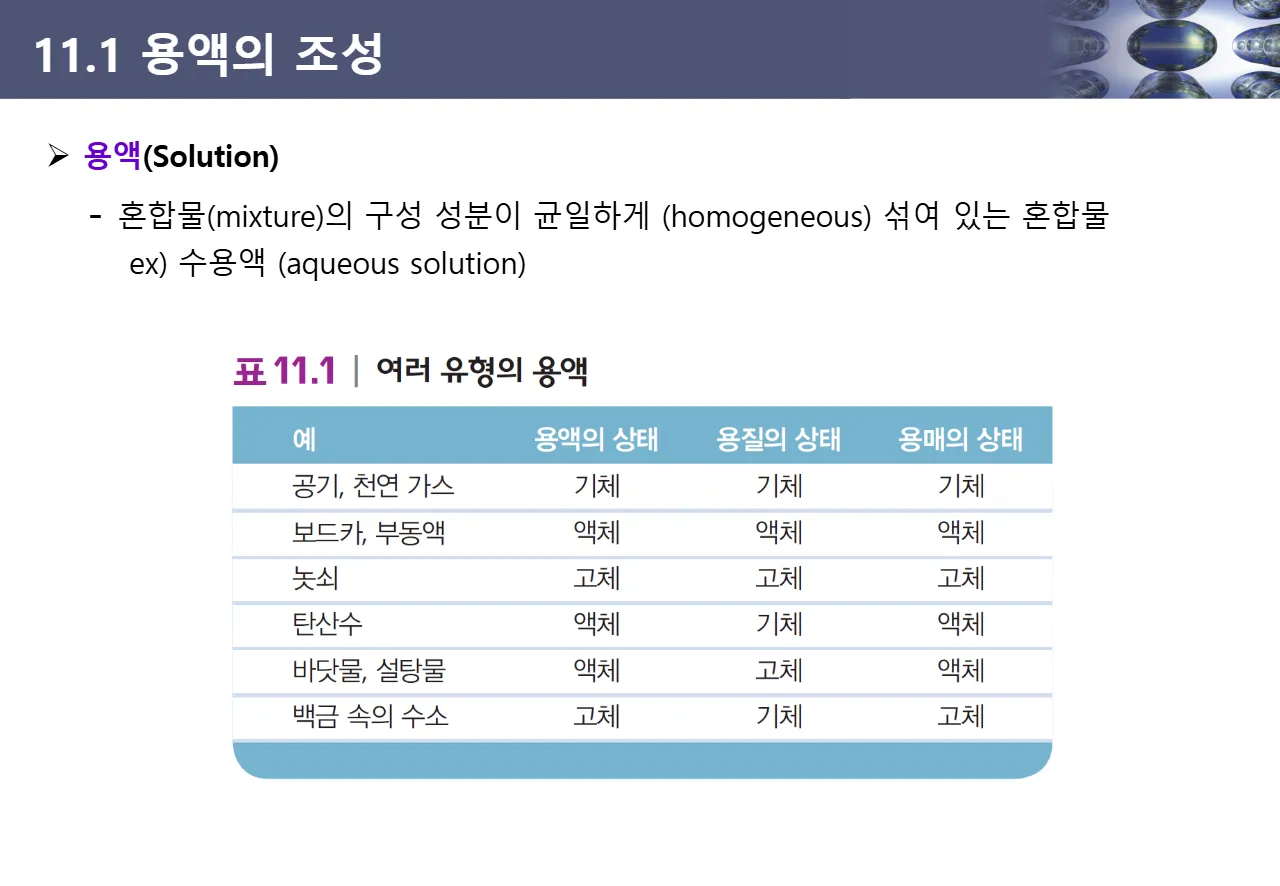 11.1 용액의 조성
➢ 용액(Solution)
- 혼합물(mixture)의 구성 성분이 균일하게 (homogeneous) 섞여 있는 혼합물
ex) 수용액 (aqueous solution)
표 11.1 | 여러 유형의 용액
예 용액의 상태 용질의 상태 용매의 상태
공기, 천연 가스 기체 기체 기체
보드카, 부동액 액체 액체 액체
놋쇠 고체 고체 고체
탄산수 액체 기체 액체
바닷물, 설탕물 액체 고체 액체
백금 속의 수소 고체 기체 고체